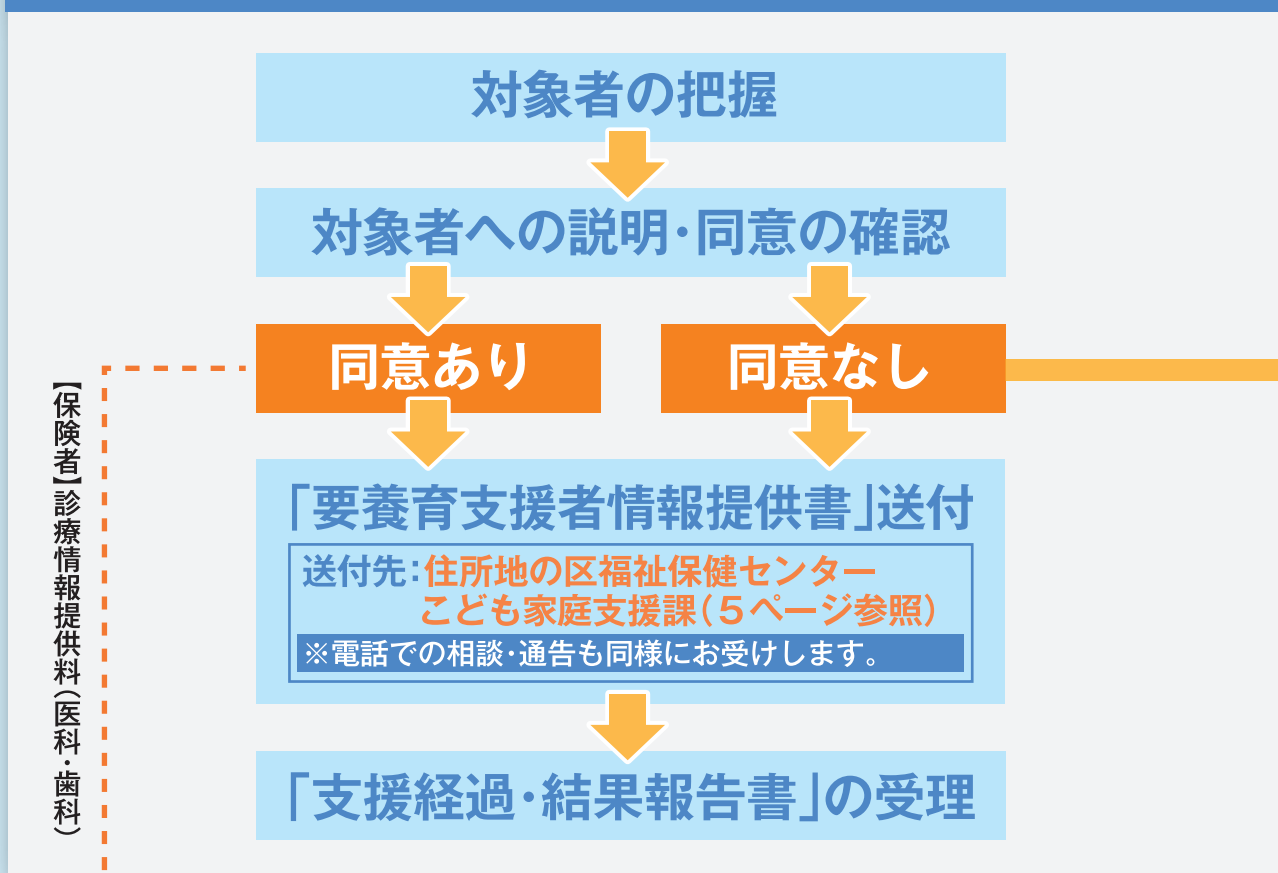 対象者の把握
対象者への説明・同意の確認
同意あり
同意なし
【保険者】診療情報提供料（医科・歯科）
「要養育支援者情報提供書」送付
送付先：住所地の区福祉保健センター
こども家庭支援課（５ページ参照）
※電話での相談・通告も同様にお受けします。
「支援経過・結果報告書」の受理